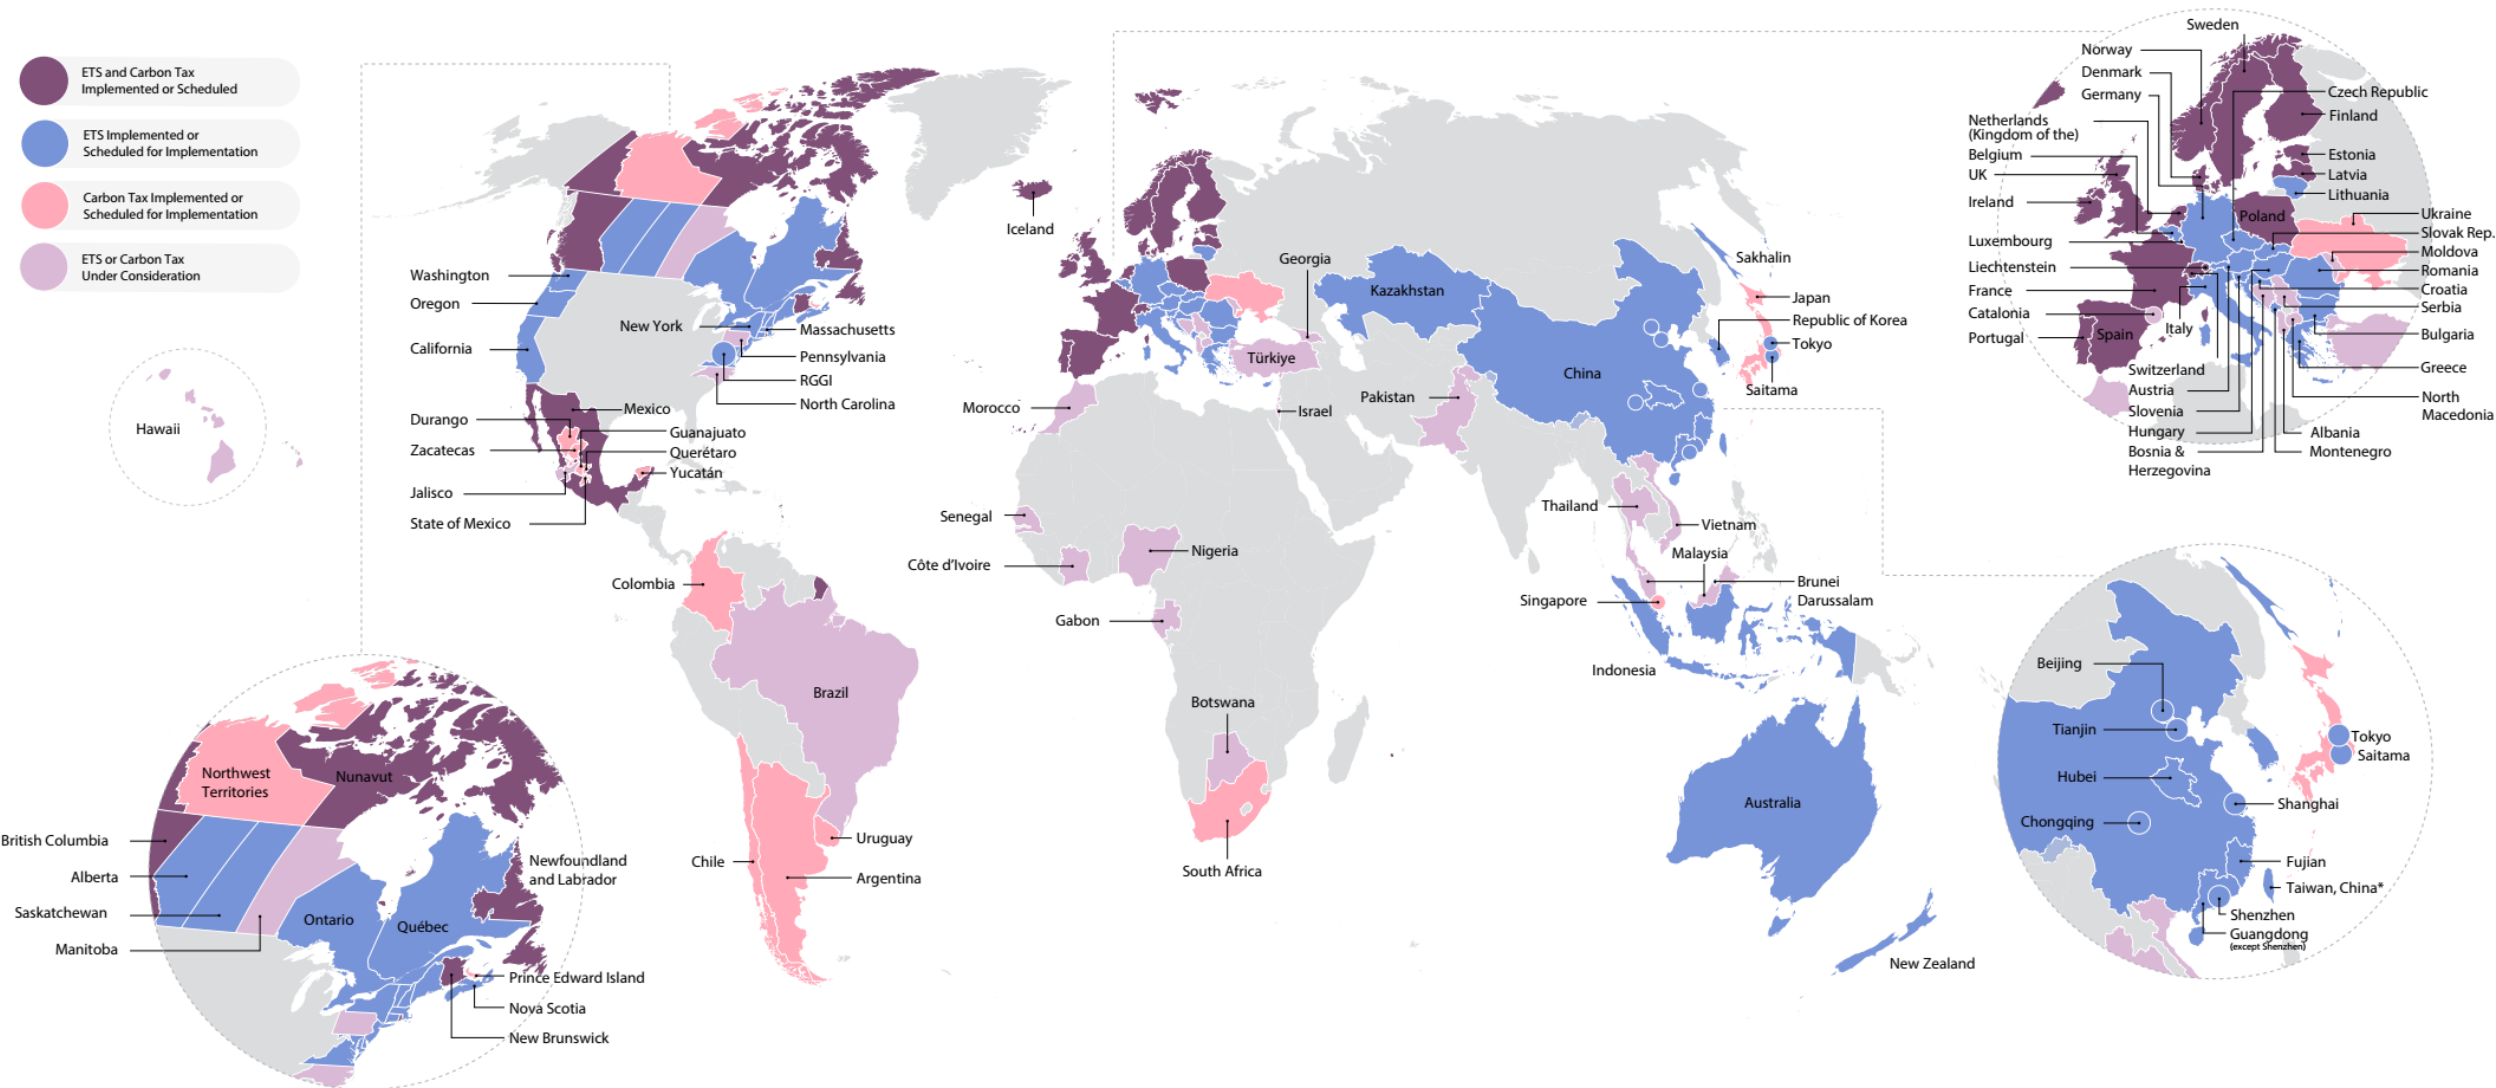 ETS and Carbon Tax
Implemented or Scheduled
ETS Implemented or
Scheduled for Implementation
Carbon Tax Implemented or
Scheduled for Implementation
ETS or Carbon Tax
Under Consideration
Hawaii
Washington
Oregon
California
New York
Massachusetts
Pennsylvania
RGGI
North Carolina
Mexico
Durango
Guanajuato
Zacatecas
Querétaro
Yucatán
Jalisco
State of Mexico
Colombia
Brazil
Chile
Uruguay
Argentina
Northwest
Territories
Nunavut
British Columbia
Alberta
Saskatchewan
Manitoba
Ontario
Québec
Newfoundland
and Labrador
Prince Edward Island
Nova Scotia
New Brunswick
Iceland
Georgia
Türkiye
Morocco
Israel
Pakistan
Senegal
Côte d'Ivoire
Nigeria
Gabon
Botswana
South Africa
Kazakhstan
China
Sakhalin
Japan
Republic of Korea
Tokyo
Saitama
Thailand
Vietnam
Malaysia
Singapore
Brunei
Darussalam
Indonesia
Australia
New Zealand
Sweden
Norway
Denmark
Germany
Netherlands
(Kingdom of the)
Belgium
UK
Ireland
Luxembourg
Liechtenstein
France
Catalonia
Portugal
Spain
Italy
Poland
Switzerland
Austria
Slovenia
Hungary
Bosnia &
Herzegovina
Czech Republic
Finland
Estonia
Latvia
Lithuania
Ukraine
Slovak Rep.
Moldova
Romania
Croatia
Serbia
Bulgaria
Greece
North
Macedonia
Albania
Montenegro
Beijing
Tianjin
Hubei
Chongqing
Tokyo
Saitama
Shanghai
Fujian
Taiwan, China*
Shenzhen
Guangdong
(except Shenzhen)